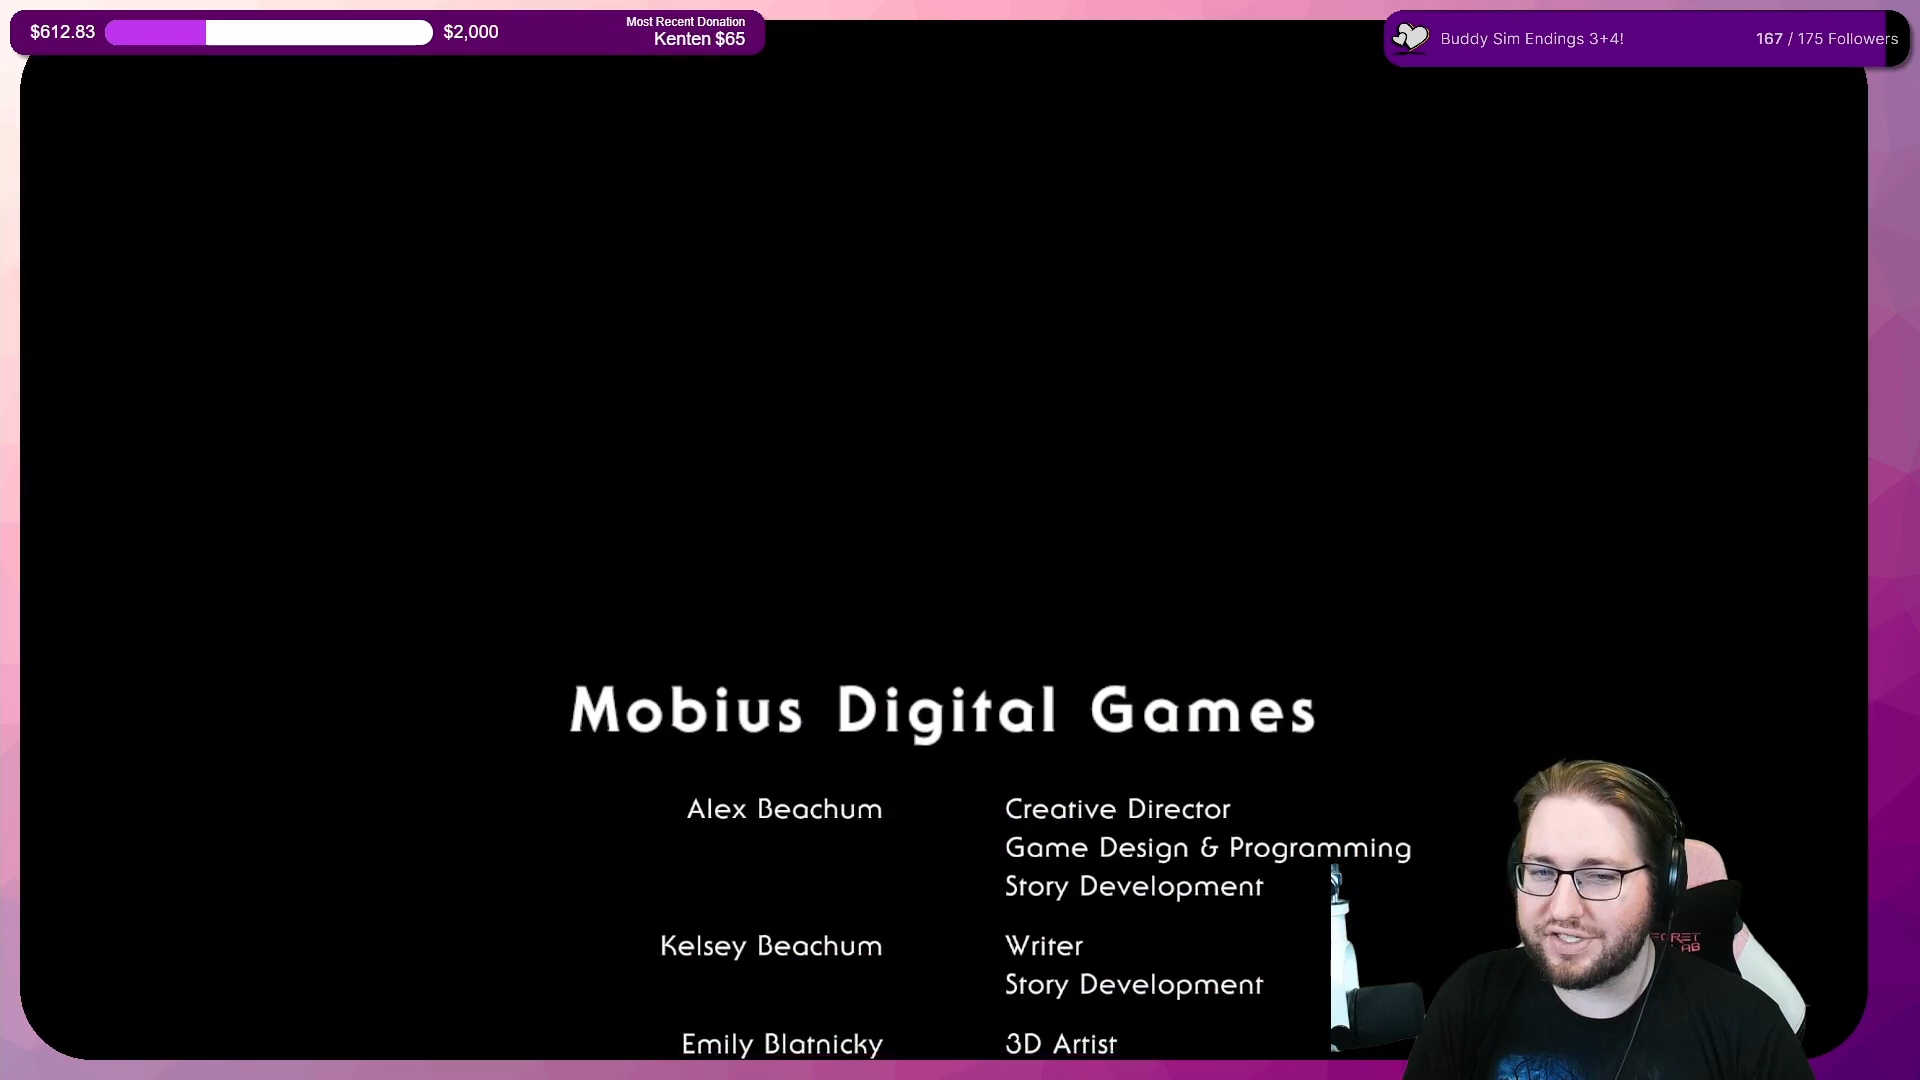 $612.83
$2,000
Most Recent Donation
Kenten $65
Buddy Sim Endings 3+4!
167 / 175 Followers
Mobius Digital Games
Alex Beachum
Creative Director
Game Design & Programming
Story Development
Kelsey Beachum
Writer
Story Development
Emily Blatnicky
3D Artist